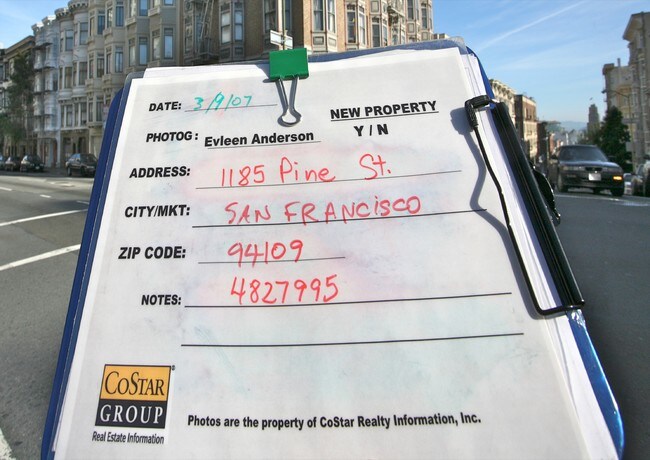 DATE: 3/9/07
NEW PROPERTY
PHOTOG: Evleen Anderson Y / N
ADDRESS: 1185 Pine St.
CITY/MKT: SAN FRANCISCO
ZIP CODE: 94109
NOTES: 4827995
COSTAR
GROUP
Real Estate Information
Photos are the property of CoStar Realty Information, Inc.